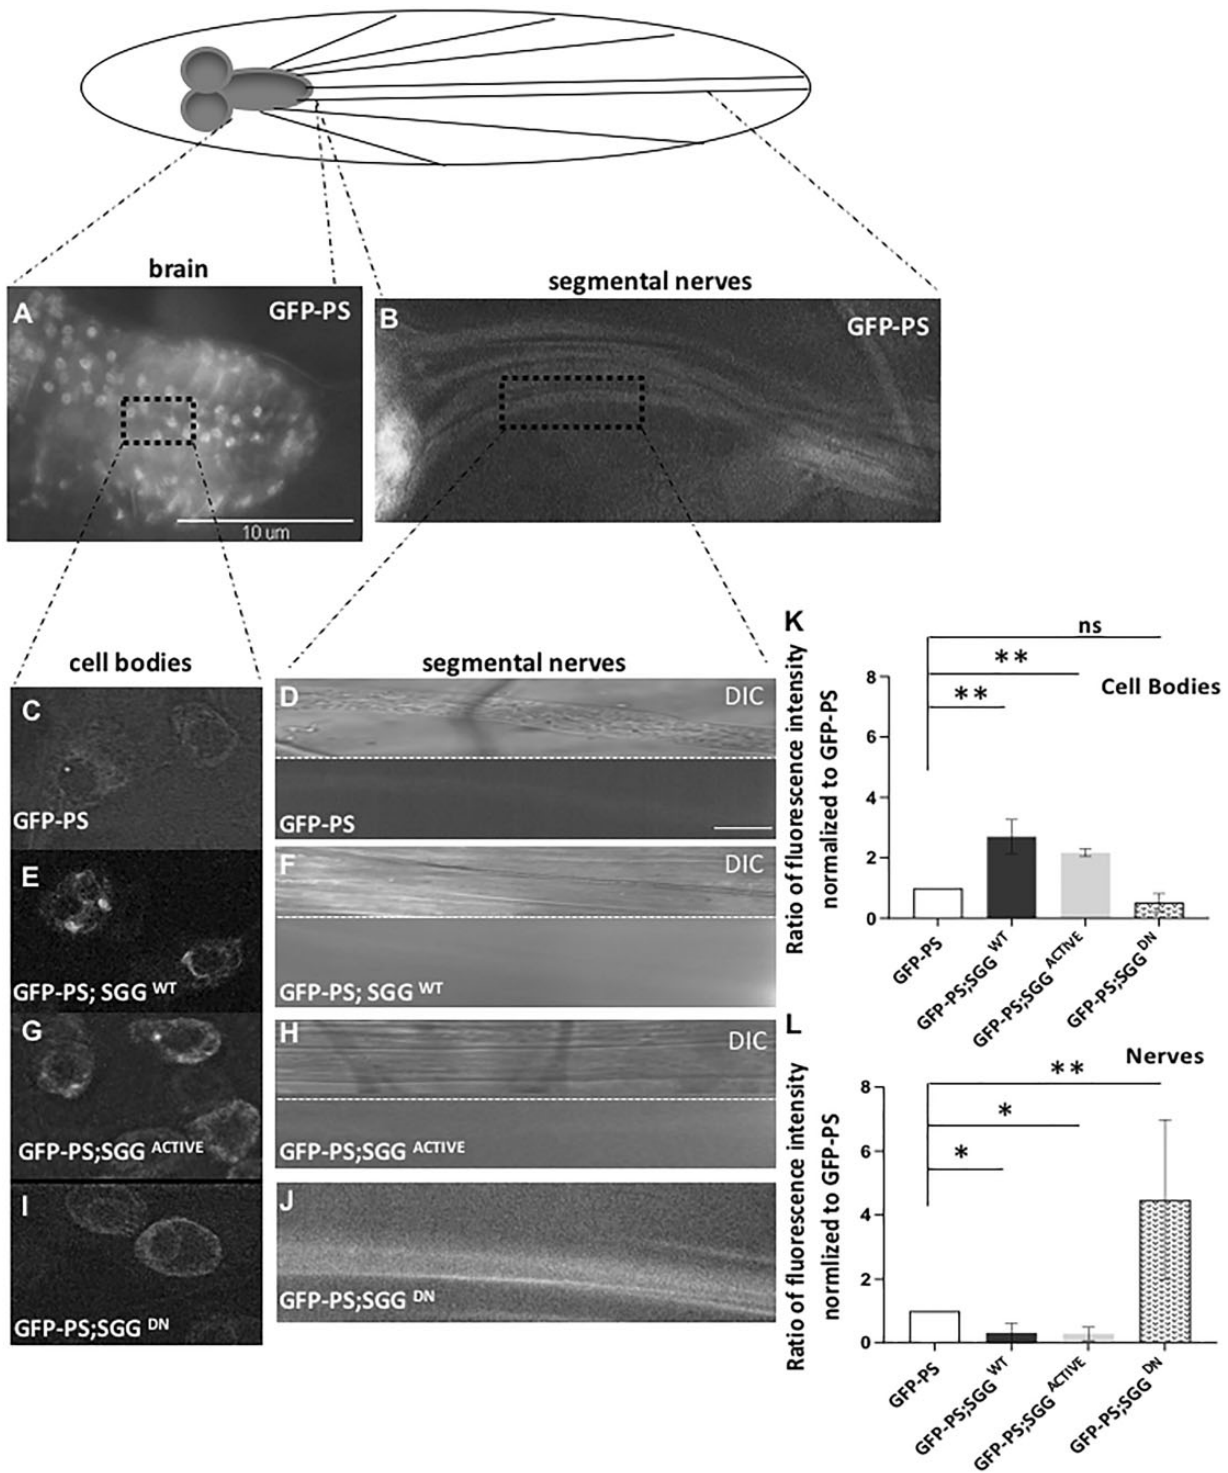 brain
segmental nerves
A
GFP-PS
B
GFP-PS
10 um
cell bodies
segmental nerves
C
GFP-PS
D
DIC
GFP-PS
E
GFP-PS; SGG WT
F
DIC
GFP-PS; SGG WT
G
GFP-PS;SGG ACTIVE
H
DIC
GFP-PS;SGG ACTIVE
I
GFP-PS;SGG DN
J
GFP-PS;SGG DN
K
ns
**
**
Cell Bodies
Ratio of fluorescence intensity
normalized to GFP-PS
8
6
4
2
0
GFP-PS
GFP-PS;SGG WT
GFP-PS;SGG ACTIVE
GFP-PS;SGG DN
L
Nerves
**
*
*
Ratio of fluorescence intensity
normlized to GFP-PS
8
6
4
2
0
GFP-PS
GFP-PS;SGG WT
GFP-PS;SGG ACTIVE
GFP-PS;SGG DN